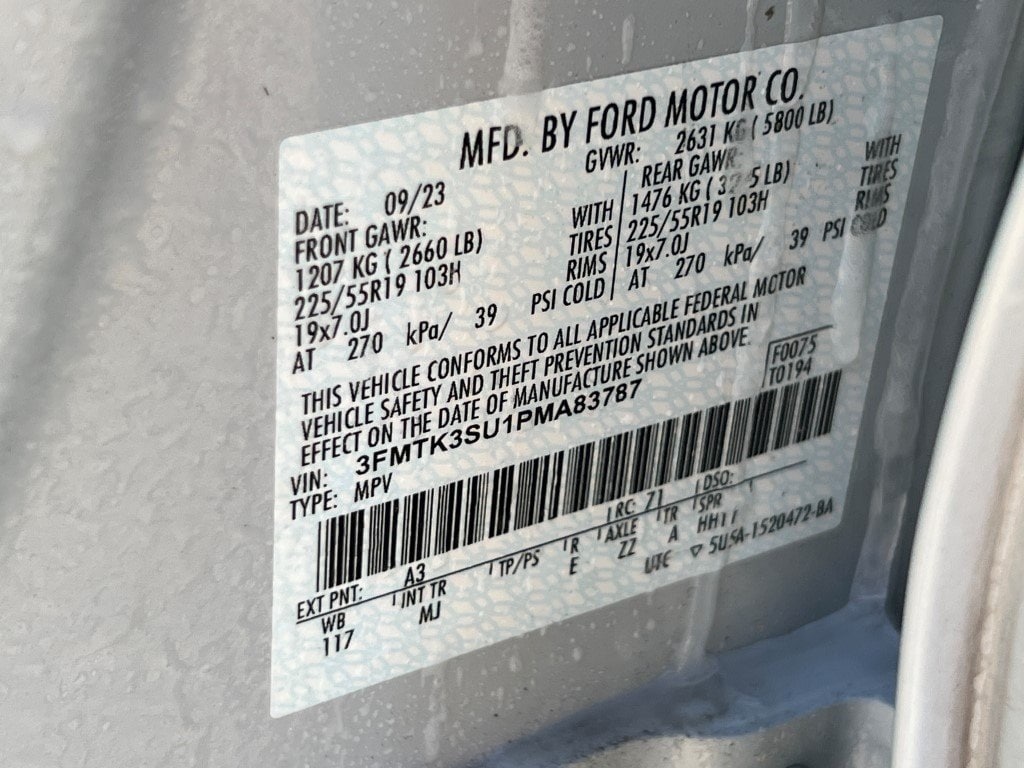 MFD. BY FORD MOTOR CO.
DATE: 09/23 GVWR: 2631 KG ( 5800 LB)
FRONT GAWR: REAR GAWR:
1207 KG ( 2660 LB) WITH 1476 KG ( LB) WITH
225/55R19 103H TIRES 225/55R19 103H TIRES
19x7.0J RIMS 19x7.0J RIMS
AT 270 kPa/ 39 PSI COLD AT 270 kPa/ 39 PSI COLD
THIS VEHICLE CONFORMS TO ALL APPLICABLE FEDERAL MOTOR
VEHICLE SAFETY AND THEFT PREVENTION STANDARDS IN
EFFECT ON THE DATE OF MANUFACTURE SHOWN ABOVE.
VIN: 3FMTK3SU1PMA83787 F0075
TYPE: MPV T0194
EXT PNT: A3 RC: 71 DSO:
WB INT TR TP/PS R AXLE TR SPR
117 MJ E ZZ A
UTC ▽ 5U5A-1520472-BA